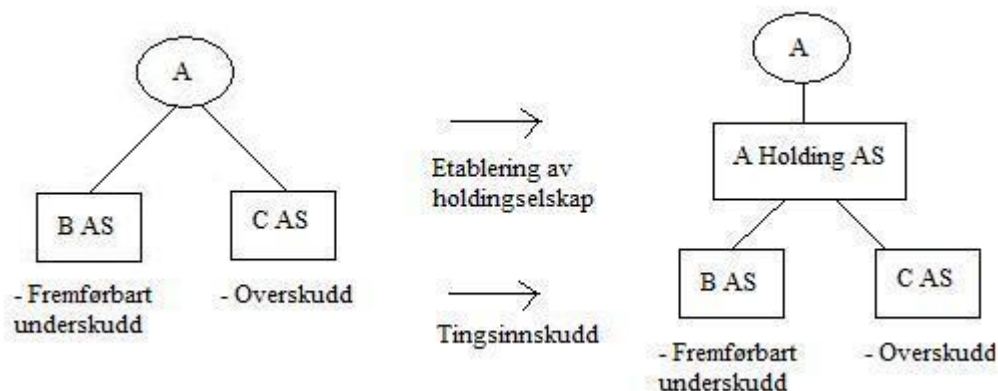 A
B AS
C AS
- Fremførbart
underskudd
- Overskudd
Etablering av
holdingselskap
Tingsinnskudd
A
A Holding AS
B AS
C AS
- Fremførbart
underskudd
- Overskudd